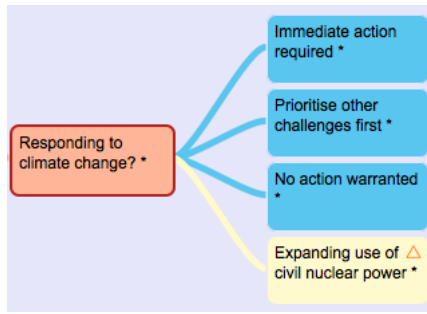 Immediate action
required *
Prioritise other
challenges first *
Responding to
climate change? *
No action warranted
*
Expanding use of
civil nuclear power *